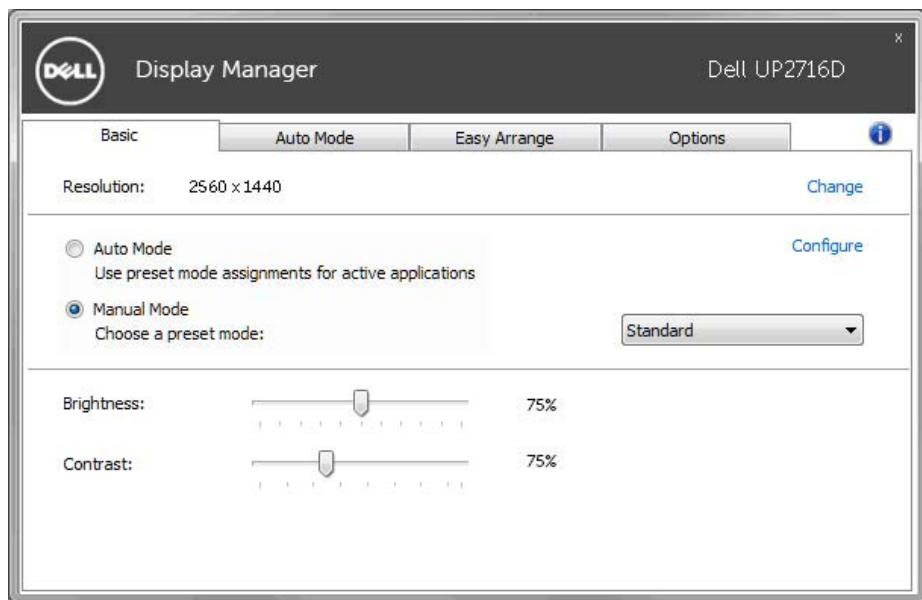 x
DELL Display Manager Dell UP2716D
Basic Auto Mode Easy Arrange Options i
Resolution: 2560 x 1440 Change
Auto Mode Configure
Use preset mode assignments for active applications
Manual Mode
Choose a preset mode: Standard
Brightness: 75%
Contrast: 75%